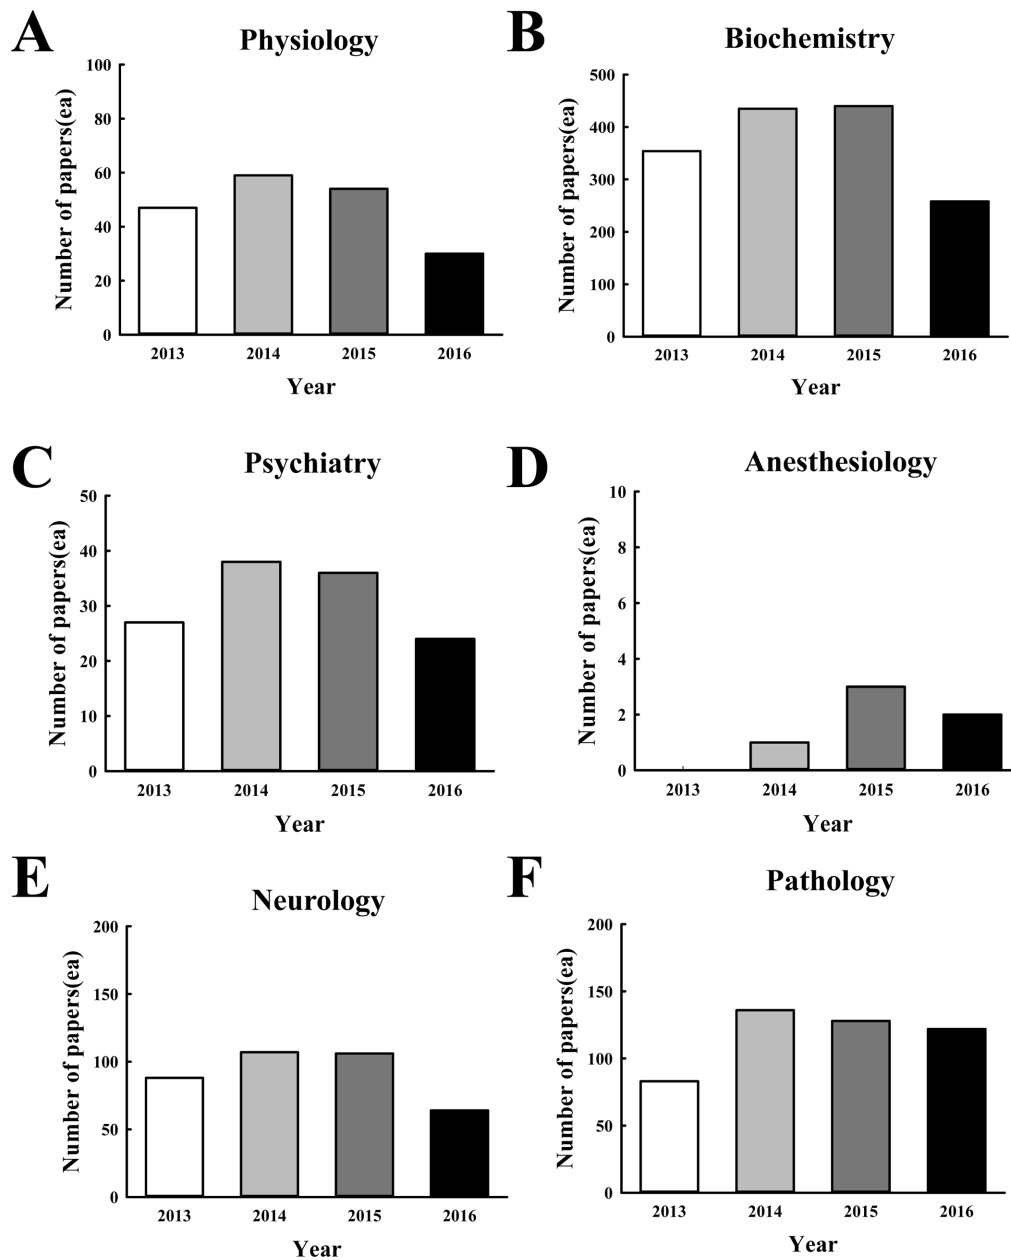 A
Physiology
Number of papers(ea)
100
80
60
40
20
0
2013 2014 2015 2016
Year
B
Biochemistry
Number of papers(ea)
500
400
300
200
100
0
2013 2014 2015 2016
Year
C
Psychiatry
Number of papers(ea)
50
40
30
20
10
0
2013 2014 2015 2016
Year
D
Anesthesiology
Number of papers(ea)
10
8
6
4
2
0
2013 2014 2015 2016
Year
E
Neurology
Number of papers(ea)
200
150
100
50
0
2013 2014 2015 2016
Year
F
Pathology
Number of papers(ea)
200
150
100
50
0
2013 2014 2015 2016
Year